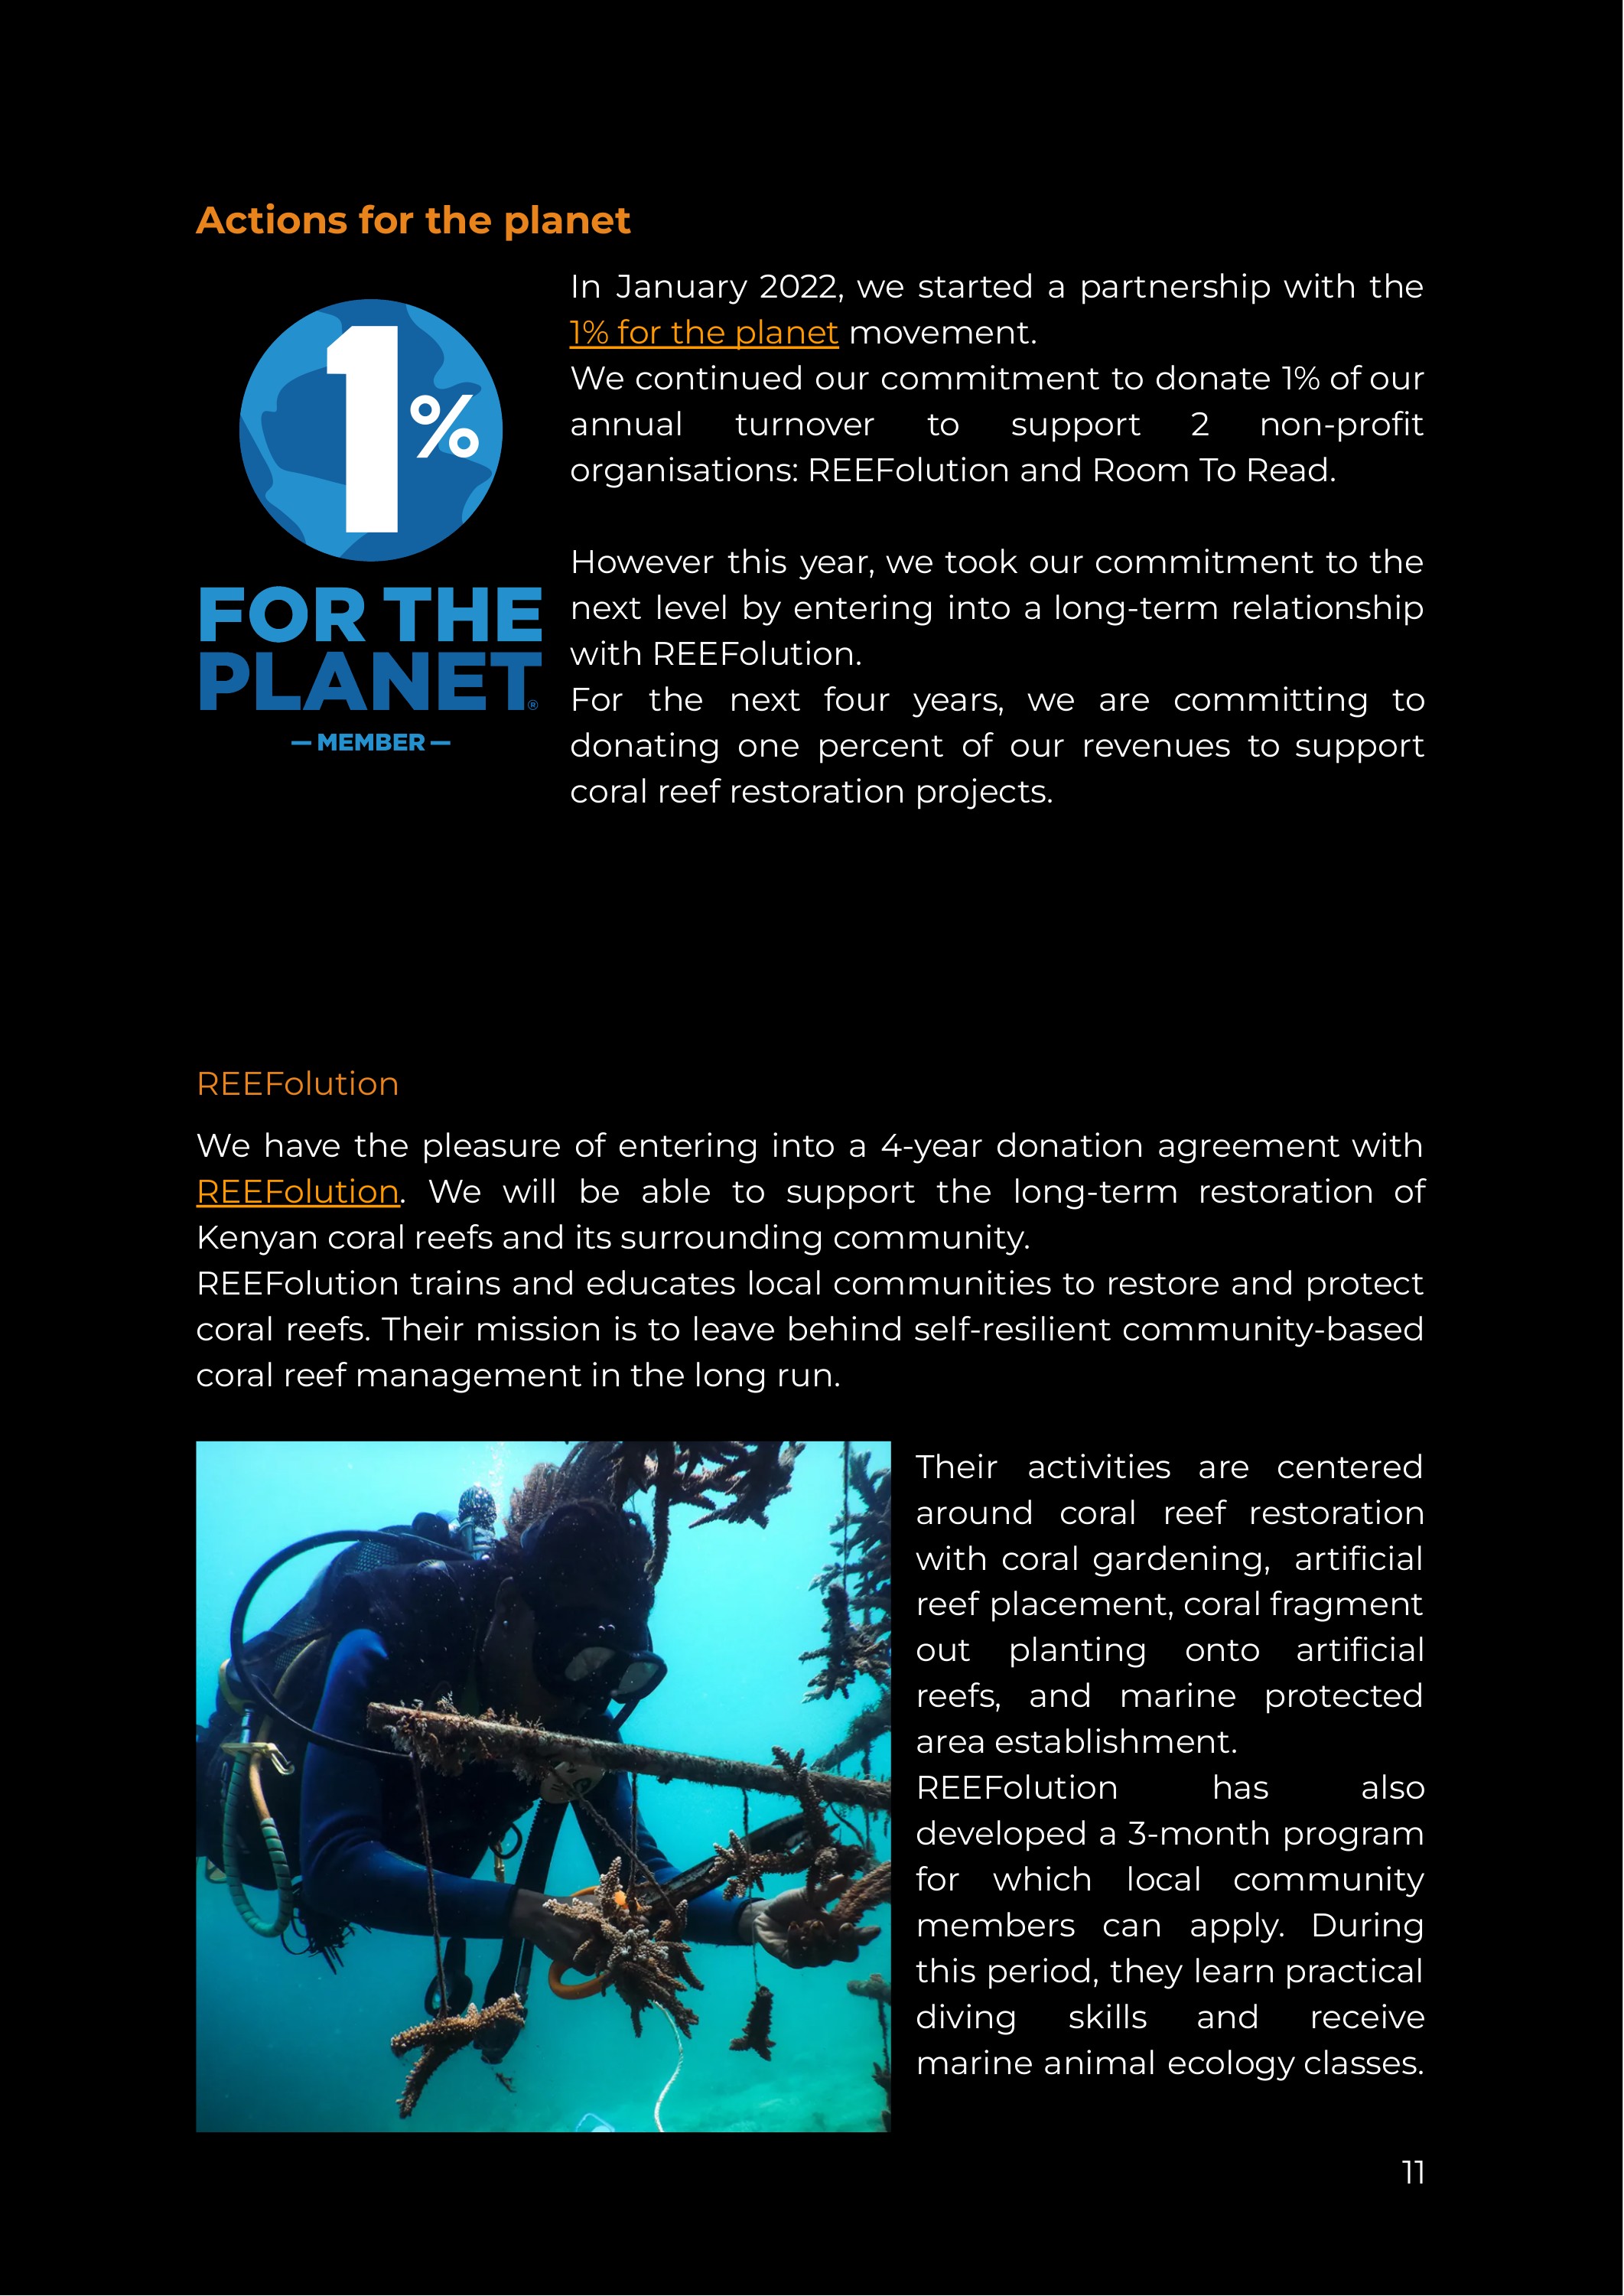 Actions for the planet
1%
FOR THE
PLANET®
— MEMBER —
In January 2022, we started a partnership with the
1% for the planet movement.
We continued our commitment to donate 1% of our
annual turnover to support 2 non-profit
organisations: REEFolution and Room To Read.
However this year, we took our commitment to the
next level by entering into a long-term relationship
with REEFolution.
For the next four years, we are committing to
donating one percent of our revenues to support
coral reef restoration projects.
REEFolution
We have the pleasure of entering into a 4-year donation agreement with
REEFolution. We will be able to support the long-term restoration of
Kenyan coral reefs and its surrounding community.
REEFolution trains and educates local communities to restore and protect
coral reefs. Their mission is to leave behind self-resilient community-based
coral reef management in the long run.
Their activities are centered
around coral reef restoration
with coral gardening, artificial
reef placement, coral fragment
out planting onto artificial
reefs, and marine protected
area establishment.
REEFolution has also
developed a 3-month program
for which local community
members can apply. During
this period, they learn practical
diving skills and receive
marine animal ecology classes.
11